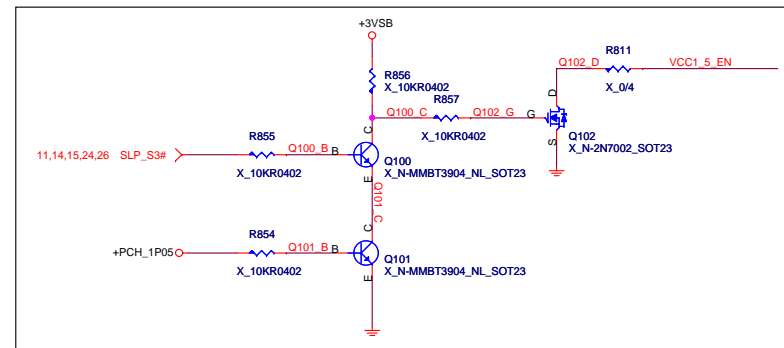 +3VSB
R856
X_10KR0402
R857
Q100_C
Q102_G
G
X_10KR0402
Q102_D
R811
VCC1_5_EN
X_0/4
D
S
Q102
X_N-2N7002_SOT23
11,14,15,24,26 SLP_S3#
R855
Q100_B
B
X_10KR0402
C
E
Q100
X_N-MMBT3904_NL_SOT23
Q101_C
+PCH_1P05
R854
Q101_B
B
X_10KR0402
C
E
Q101
X_N-MMBT3904_NL_SOT23